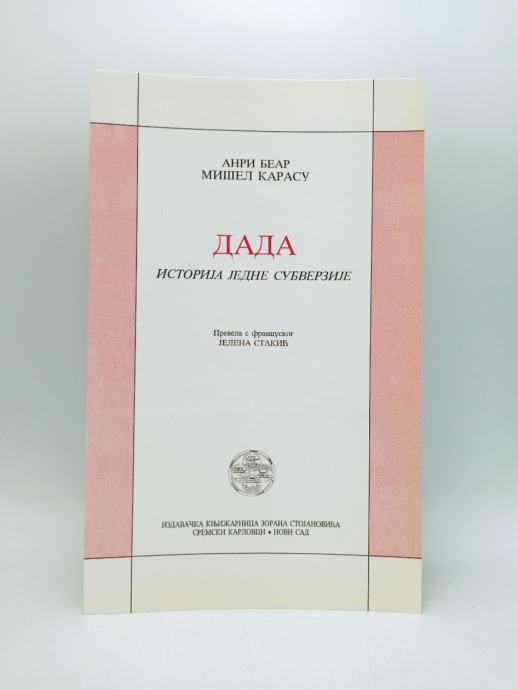 АНРИ БЕАР
МИШЕЛ КАРАСУ
ДАДА
ИСТОРИЈА ЈЕДНЕ СУБВЕРЗИЈЕ
Превела с француског
ЈЕЛЕНА СТАКИЋ
ИЗДАВАЧКА КЊИЖАРНИЦА ЗОРАНА СТОЈАНОВИЋА
СРЕМСКИ КАРЛОВЦИ • НОВИ САД